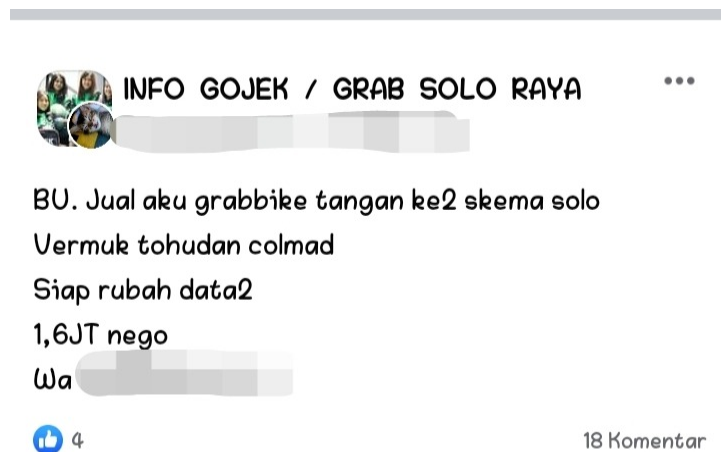 INFO GOJEK / GRAB SOLO RAYA
BU. Jual aku grabbike tangan ke2 skema solo
Vermuk tohudan colmad
Siap rubah data2
1,6JT nego
Wa
4
18 Komentar